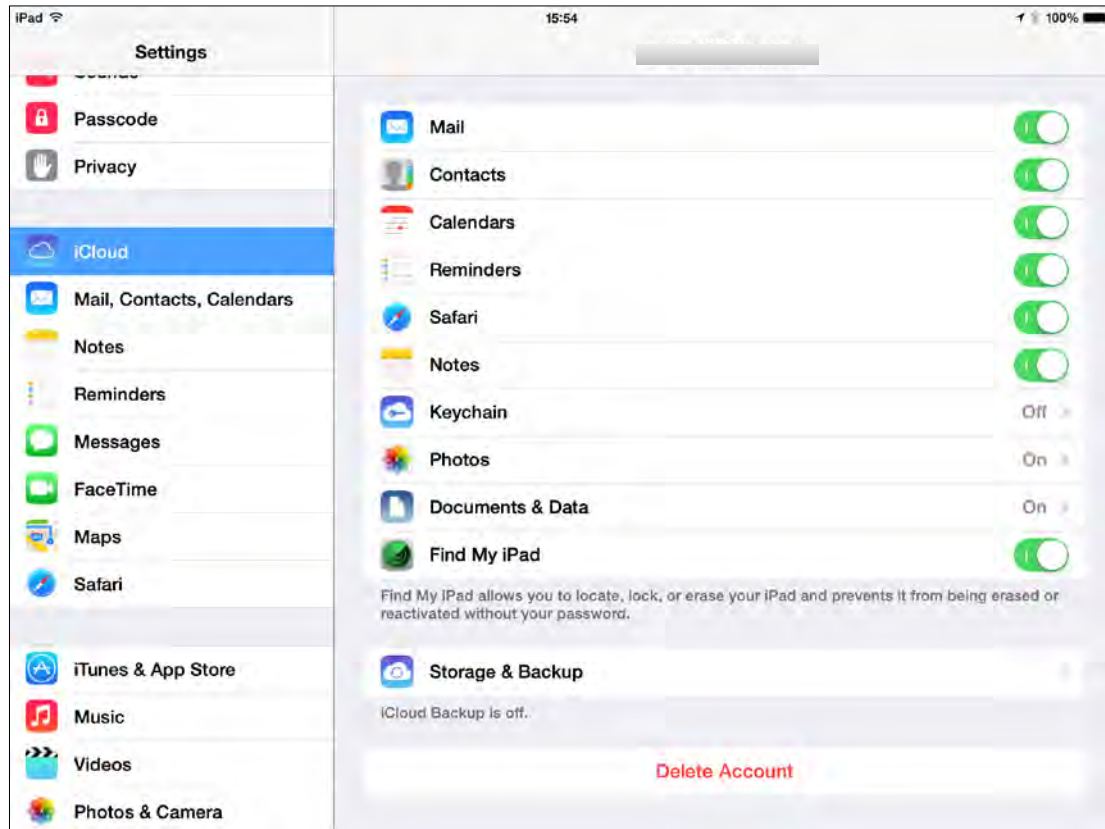 iPad 15:54 100%
Settings
Passcode
Privacy
iCloud
Mail, Contacts, Calendars
Notes
Reminders
Messages
FaceTime
Maps
Safari
iTunes & App Store
Music
Videos
Photos & Camera
Mail
Contacts
Calendars
Reminders
Safari
Notes
Keychain Off
Photos On
Documents & Data On
Find My iPad
Find My iPad allows you to locate, lock, or erase your iPad and prevents it from being erased or
reactivated without your password.
Storage & Backup
iCloud Backup is off.
Delete Account